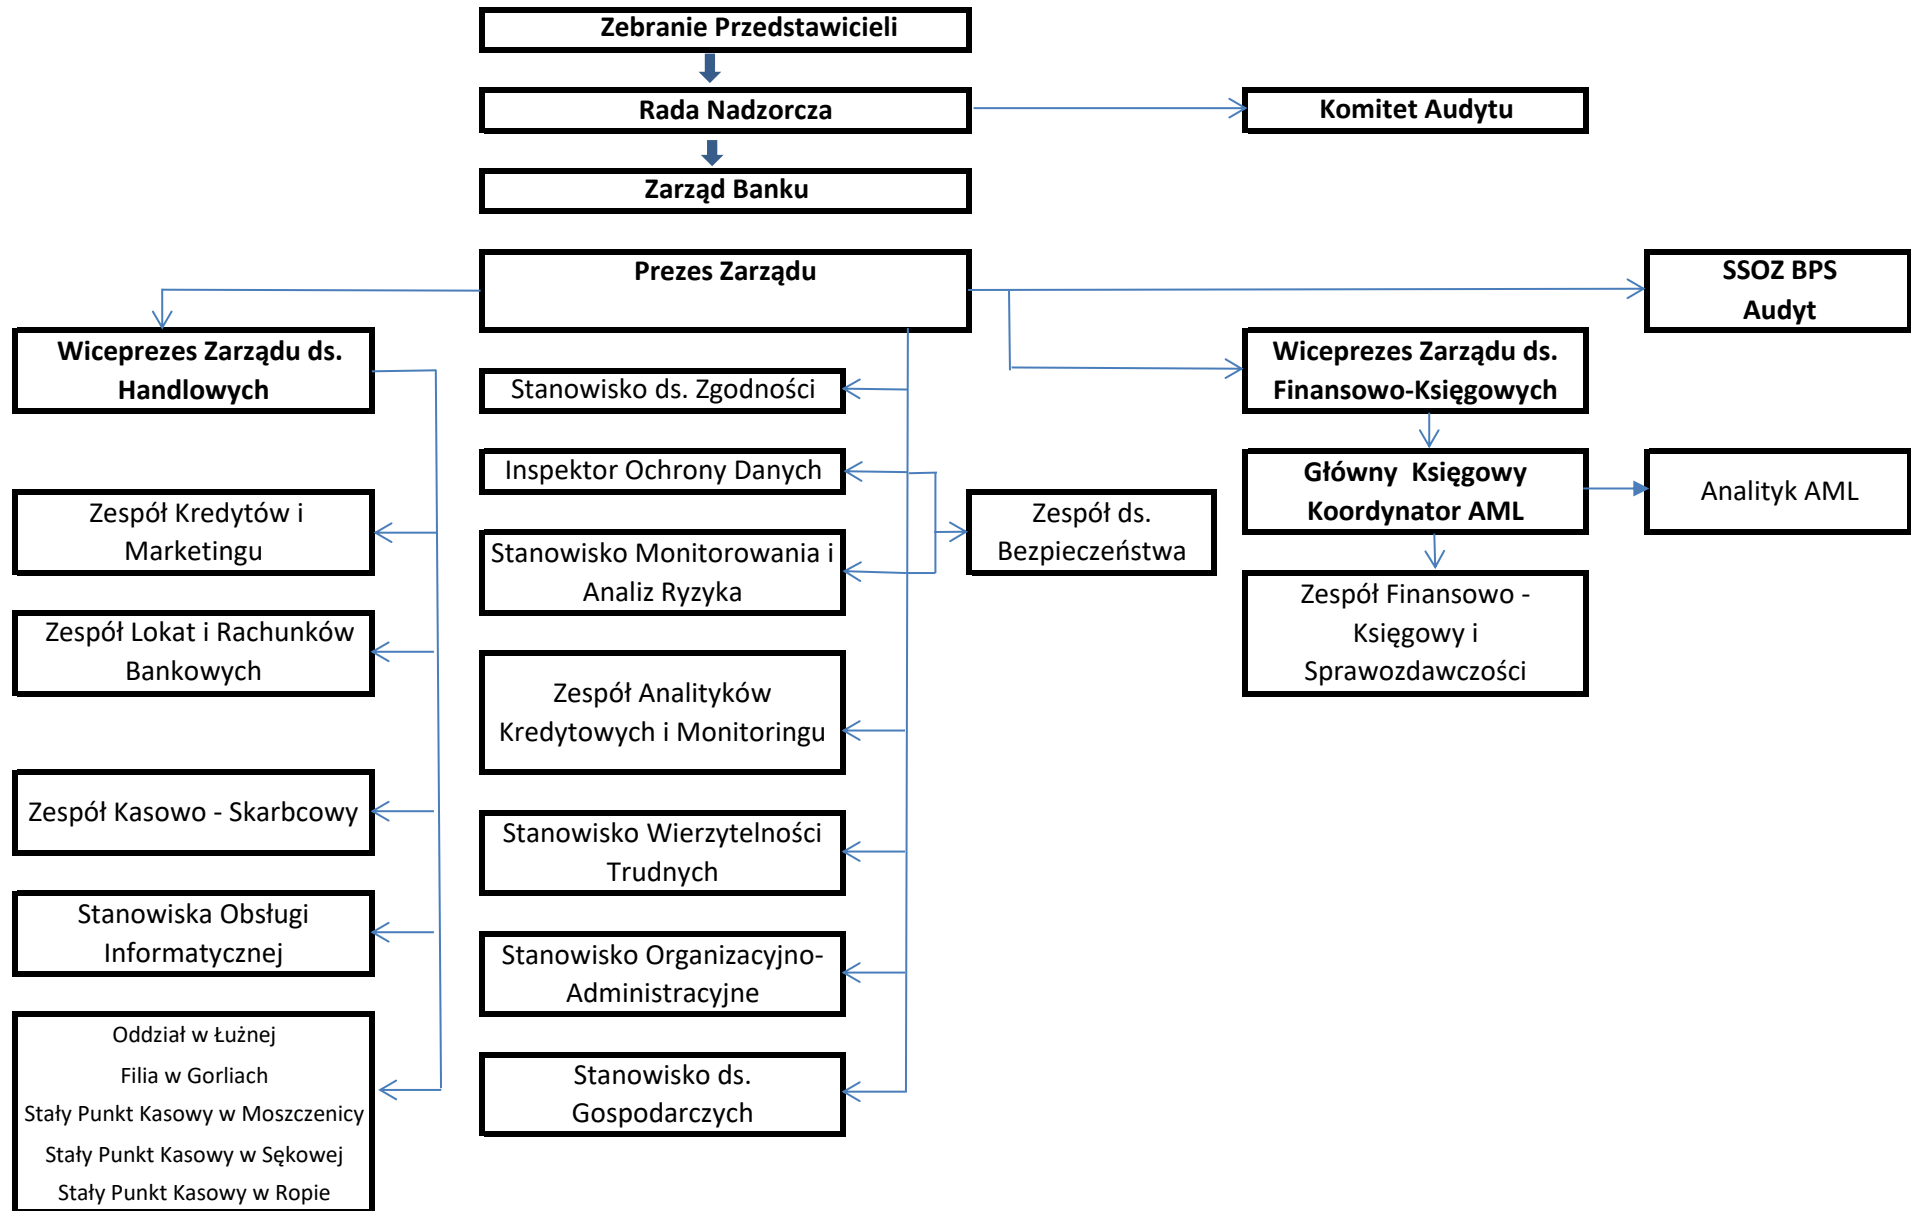 Zebranie Przedstawicieli
Rada Nadzorcza
Komitet Audytu
Zarząd Banku
Prezes Zarządu
SSOZ BPS
Audyt
Wiceprezes Zarządu ds.
Handlowych
Wiceprezes Zarządu ds.
Finansowo-Księgowych
Stanowisko ds. Zgodności
Inspektor Ochrony Danych
Główny Księgowy
Koordynator AML
Analityk AML
Zespół Kredytów i
Marketingu
Zespół ds.
Bezpieczeństwa
Stanowisko Monitorowania i
Analiz Ryzyka
Zespół Finansowo -
Księgowy i
Sprawozdawczości
Zespół Lokat i Rachunków
Bankowych
Zespół Analityków
Kredytowych i Monitoringu
Zespół Kasowo - Skarbcowy
Stanowisko Wierzytelności
Trudnych
Stanowiska Obsługi
Informatycznej
Stanowisko Organizacyjno-
Administracyjne
Oddział w Łużnej
Filia w Gorliach
Stały Punkt Kasowy w Moszczenicy
Stały Punkt Kasowy w Sękowej
Stały Punkt Kasowy w Ropie
Stanowisko ds.
Gospodarczych